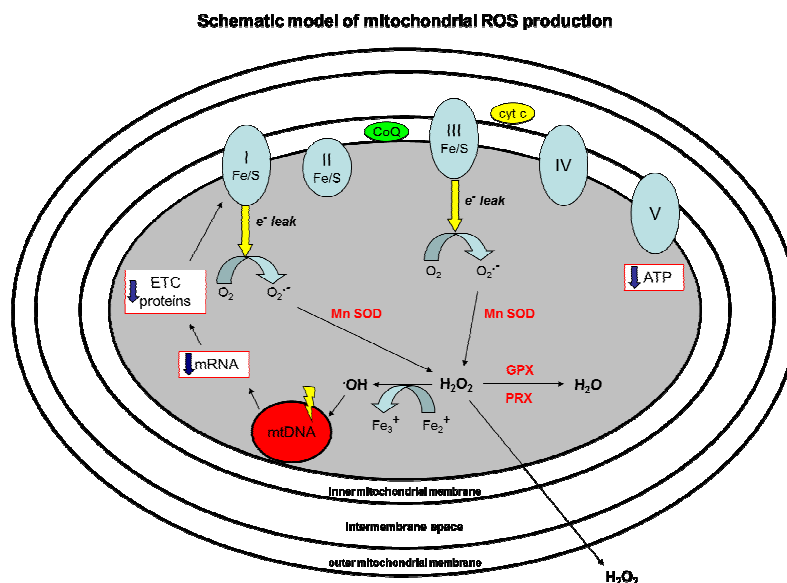 Schematic model of mitochondrial ROS production
cyt c
CoQ
I
Fe/S
II
Fe/S
III
Fe/S
IV
V
e- leak
e- leak
O2
O2·-
O2
O2·-
ETC
proteíns
ATP
Mn SOD
Mn SOD
mRNA
GPX
·OH
H2O2
H2O
PRX
Fe3+
Fe2+
mtDNA
inner mitochondrial membrane
Intermembrane space
outer mitochondrial membrane
H2O2